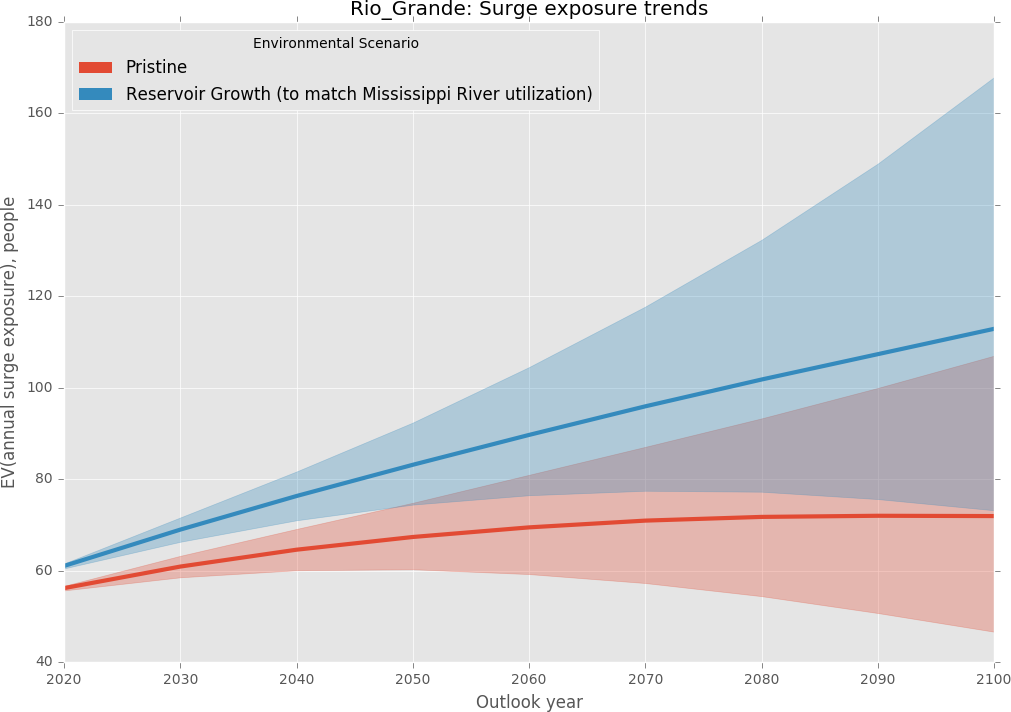 Rio_Grande: Surge exposure trends
180
160
140
120
100
80
60
40
EV(annual surge exposure), people
Environmental Scenario
Pristine
Reservoir Growth (to match Mississippi River utilization)
2020 2030 2040 2050 2060 2070 2080 2090 2100
Outlook year